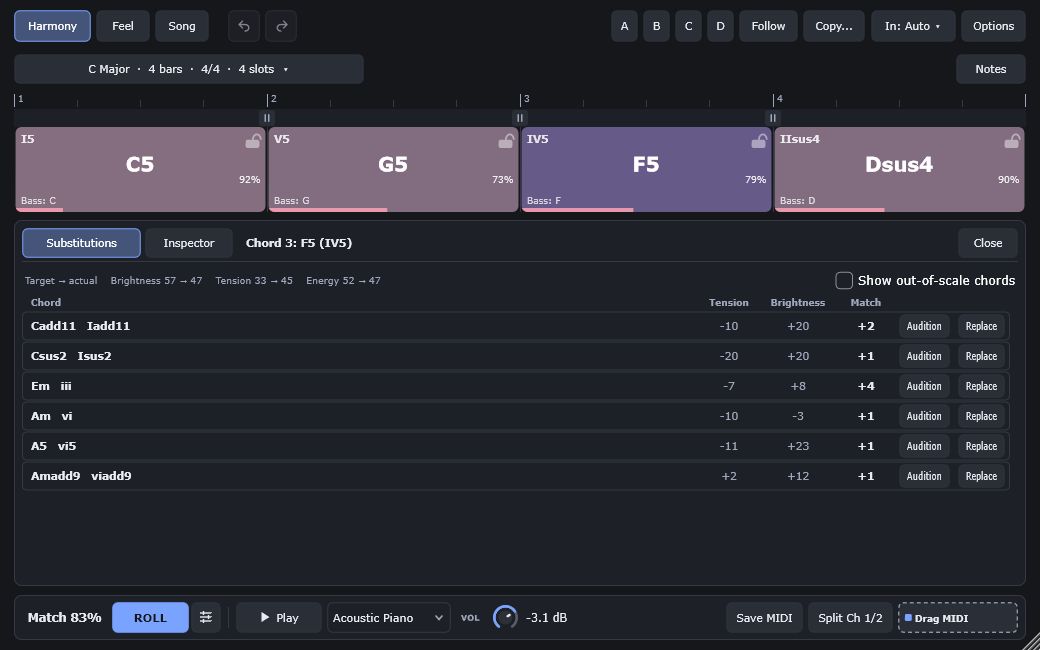 Harmony Feel Song A B C D Follow Copy... In: Auto Options
C Major · 4 bars · 4/4 · 4 slots Notes
1 2 3 4
I5 V5 IV5 IIsus4
C5 G5 F5 Dsus4
92% 73% 79% 90%
Bass: C Bass: G Bass: F Bass: D
Substitutions Inspector Chord 3: F5 (IV5) Close
Target → actual Brightness 57 → 47 Tension 33 → 45 Energy 52 → 47 Show out-of-scale chords
Chord Tension Brightness Match
Cadd11 Iadd11 -10 +20 +2 Audition Replace
Csus2 Isus2 -20 +20 +1 Audition Replace
Em iii -7 +8 +4 Audition Replace
Am vi -10 -3 +1 Audition Replace
A5 vi5 -11 +23 +1 Audition Replace
Amadd9 viadd9 +2 +12 +1 Audition Replace
Match 83% ROLL Play Acoustic Piano VOL -3.1 dB Save MIDI Split Ch 1/2 Drag MIDI